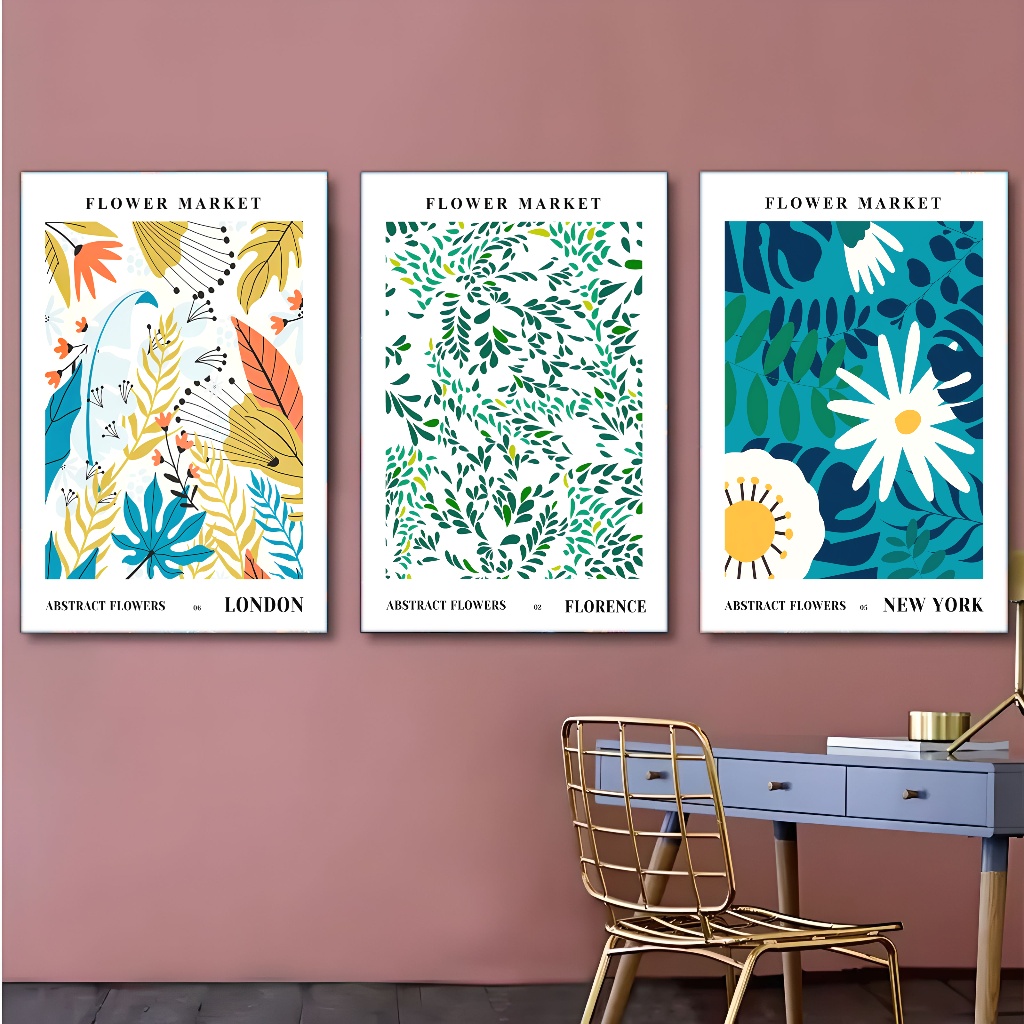 FLOWER MARKET
ABSTRACT FLOWERS 06 LONDON
FLOWER MARKET
ABSTRACT FLOWERS 02 FLORENCE
FLOWER MARKET
ABSTRACT FLOWERS 05 NEW YORK